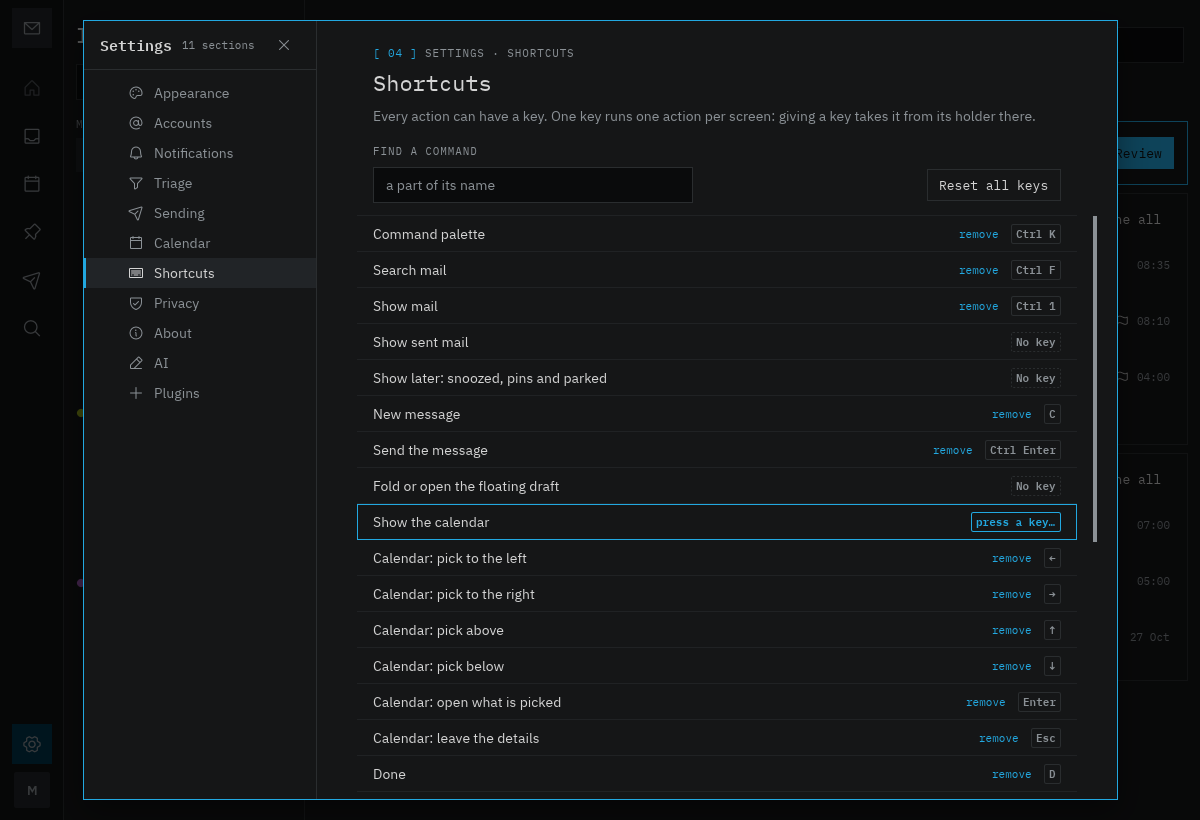 Settings 11 sections
Appearance
Accounts
Notifications
Triage
Sending
Calendar
Shortcuts
Privacy
About
AI
Plugins
[ 04 ] SETTINGS · SHORTCUTS
Shortcuts
Every action can have a key. One key runs one action per screen: giving a key takes it from its holder there.
FIND A COMMAND
a part of its name
Reset all keys
Command palette remove Ctrl K
Search mail remove Ctrl F
Show mail remove Ctrl 1
Show sent mail No key
Show later: snoozed, pins and parked No key
New message remove C
Send the message remove Ctrl Enter
Fold or open the floating draft No key
Show the calendar press a key…
Calendar: pick to the left remove ←
Calendar: pick to the right remove →
Calendar: pick above remove ↑
Calendar: pick below remove ↓
Calendar: open what is picked remove Enter
Calendar: leave the details remove Esc
Done remove D
Review
all
08:35
08:10
04:00
all
07:00
05:00
27 Oct
M